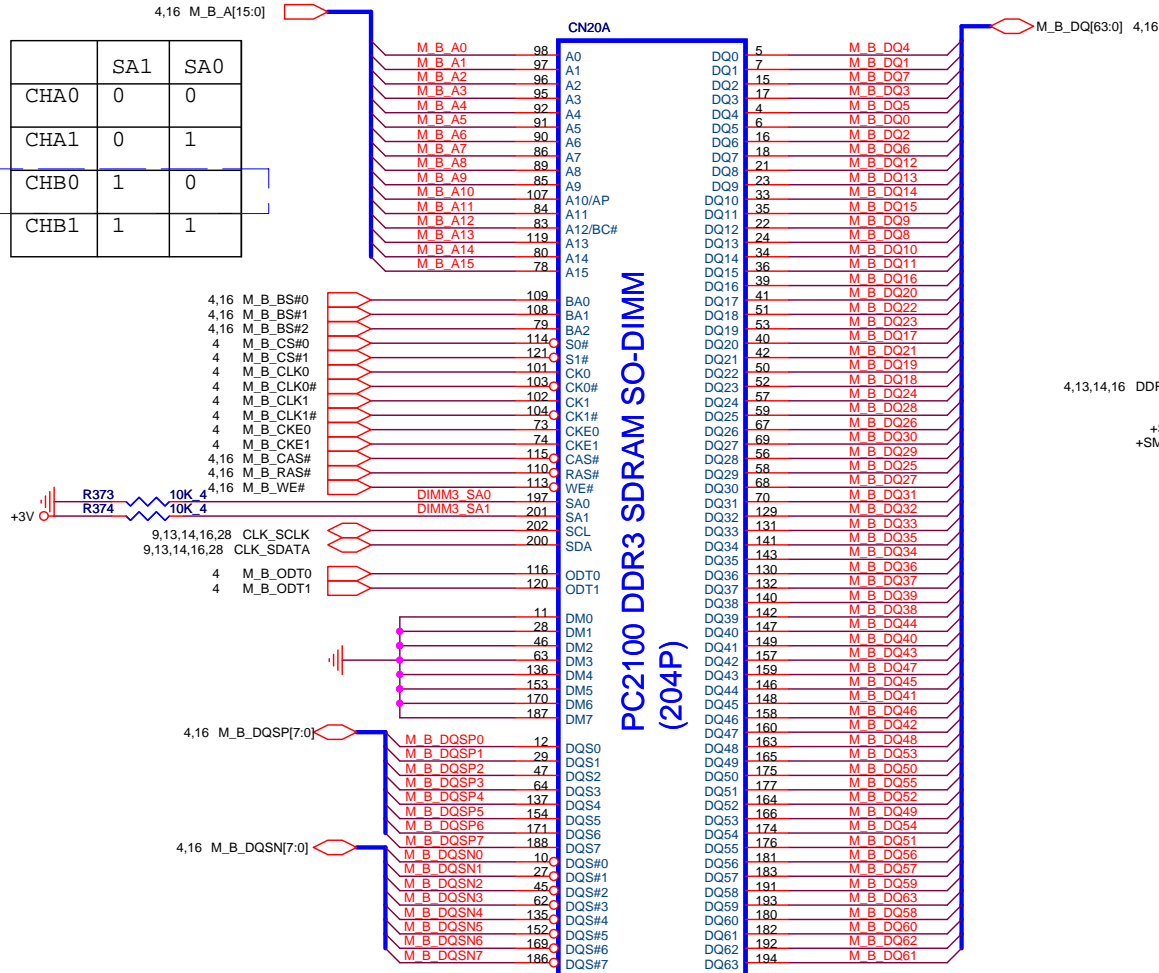 4,16 M_B_A[15:0]
SA1 SA0
CHA0 0 0
CHA1 0 1
CHB0 1 0
CHB1 1 1
CN20A
M_B_A0 98 A0
M_B_A1 97 A1
M_B_A2 96 A2
M_B_A3 95 A3
M_B_A4 92 A4
M_B_A5 91 A5
M_B_A6 90 A6
M_B_A7 86 A7
M_B_A8 89 A8
M_B_A9 85 A9
M_B_A10 107 A10/AP
M_B_A11 84 A11
M_B_A12 83 A12/BC#
M_B_A13 119 A13
M_B_A14 80 A14
M_B_A15 78 A15
4,16 M_B_BS#0 109 BA0
4,16 M_B_BS#1 108 BA1
4,16 M_B_BS#2 79 BA2
4 M_B_CS#0 114 S0#
4 M_B_CS#1 121 S1#
4 M_B_CLK0 101 CK0
4 M_B_CLK0# 103 CK0#
4 M_B_CLK1 102 CK1
4 M_B_CLK1# 104 CK1#
4 M_B_CKE0 73 CKE0
4 M_B_CKE1 74 CKE1
4,16 M_B_CAS# 115 CAS#
4,16 M_B_RAS# 110 RAS#
4,16 M_B_WE# 113 WE#
R373 10K_4 DIMM3_SA0 197 SA0
+3V R374 10K_4 DIMM3_SA1 201 SA1
9,13,14,16,28 CLK_SCLK 202 SCL
9,13,14,16,28 CLK_SDATA 200 SDA
4 M_B_ODT0 116 ODT0
4 M_B_ODT1 120 ODT1
11 DM0
28 DM1
46 DM2
63 DM3
136 DM4
153 DM5
170 DM6
187 DM7
4,16 M_B_DQSP[7:0]
M_B_DQSP0 12 DQS0
M_B_DQSP1 29 DQS1
M_B_DQSP2 47 DQS2
M_B_DQSP3 64 DQS3
M_B_DQSP4 137 DQS4
M_B_DQSP5 154 DQS5
M_B_DQSP6 171 DQS6
M_B_DQSP7 188 DQS7
4,16 M_B_DQSN[7:0]
M_B_DQSN0 10 DQS#0
M_B_DQSN1 27 DQS#1
M_B_DQSN2 45 DQS#2
M_B_DQSN3 62 DQS#3
M_B_DQSN4 135 DQS#4
M_B_DQSN5 152 DQS#5
M_B_DQSN6 169 DQS#6
M_B_DQSN7 186 DQS#7
PC2100 DDR3 SDRAM SO-DIMM
(204P)
M_B_DQ[63:0] 4,16
DQ0 5 M_B_DQ4
DQ1 7 M_B_DQ1
DQ2 15 M_B_DQ7
DQ3 17 M_B_DQ3
DQ4 4 M_B_DQ5
DQ5 6 M_B_DQ0
DQ6 16 M_B_DQ2
DQ7 18 M_B_DQ6
DQ8 21 M_B_DQ12
DQ9 23 M_B_DQ13
DQ10 33 M_B_DQ14
DQ11 35 M_B_DQ15
DQ12 22 M_B_DQ9
DQ13 24 M_B_DQ8
DQ14 34 M_B_DQ10
DQ15 36 M_B_DQ11
DQ16 39 M_B_DQ16
DQ17 41 M_B_DQ20
DQ18 51 M_B_DQ22
DQ19 53 M_B_DQ23
DQ20 40 M_B_DQ17
DQ21 42 M_B_DQ21
DQ22 50 M_B_DQ19
DQ23 52 M_B_DQ18
DQ24 57 M_B_DQ24
DQ25 59 M_B_DQ28
DQ26 67 M_B_DQ26
DQ27 69 M_B_DQ30
DQ28 56 M_B_DQ29
DQ29 58 M_B_DQ25
DQ30 68 M_B_DQ27
DQ31 70 M_B_DQ31
DQ32 129 M_B_DQ32
DQ33 131 M_B_DQ33
DQ34 141 M_B_DQ35
DQ35 143 M_B_DQ34
DQ36 130 M_B_DQ36
DQ37 132 M_B_DQ37
DQ38 140 M_B_DQ39
DQ39 142 M_B_DQ38
DQ40 147 M_B_DQ44
DQ41 149 M_B_DQ40
DQ42 157 M_B_DQ43
DQ43 159 M_B_DQ47
DQ44 146 M_B_DQ45
DQ45 148 M_B_DQ41
DQ46 158 M_B_DQ46
DQ47 160 M_B_DQ42
DQ48 163 M_B_DQ48
DQ49 165 M_B_DQ53
DQ50 175 M_B_DQ50
DQ51 177 M_B_DQ55
DQ52 164 M_B_DQ52
DQ53 166 M_B_DQ49
DQ54 174 M_B_DQ54
DQ55 176 M_B_DQ51
DQ56 181 M_B_DQ56
DQ57 183 M_B_DQ57
DQ58 191 M_B_DQ59
DQ59 193 M_B_DQ63
DQ60 180 M_B_DQ58
DQ61 182 M_B_DQ60
DQ62 192 M_B_DQ62
DQ63 194 M_B_DQ61
4,13,14,16
+SM